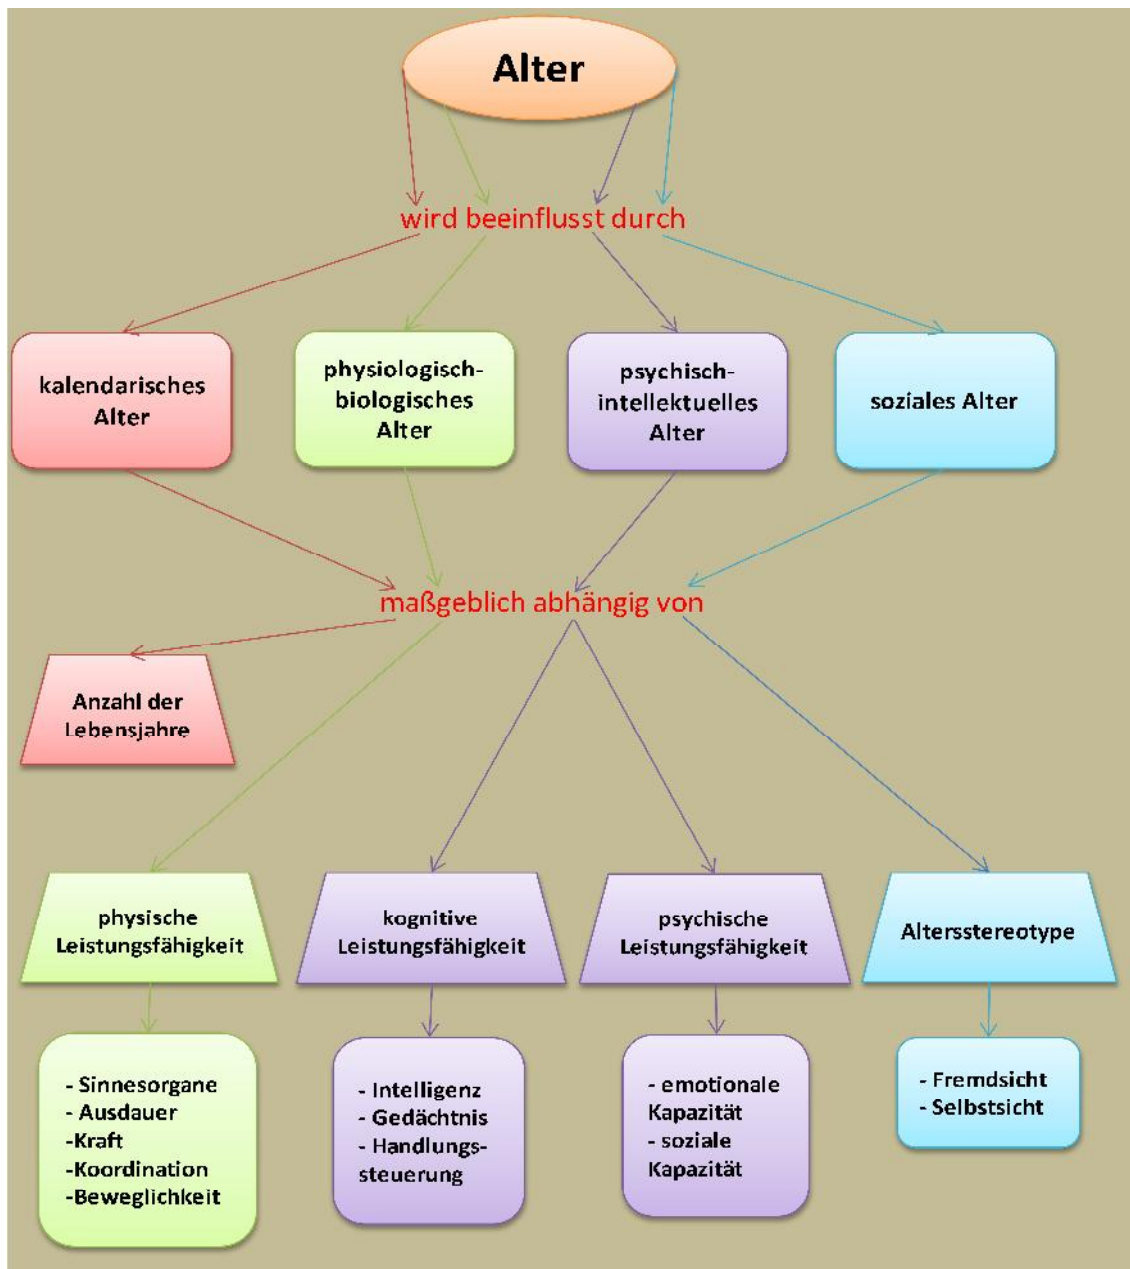 Alter
wird beeinflusst durch
kalendarisches
Alter
physiologisch-
biologisches
Alter
psychisch-
intellektuelles
Alter
soziales Alter
maßgeblich abhängig von
Anzahl der
Lebensjahre
physische
Leistungsfähigkeit
kognitive
Leistungsfähigkeit
psychische
Leistungsfähigkeit
Altersstereotype
- Sinnesorgane
- Ausdauer
-Kraft
-Koordination
-Beweglichkeit
- Intelligenz
- Gedächtnis
- Handlungs-
steuerung
- emotionale
Kapazität
- soziale
Kapazität
- Fremdsicht
- Selbstsicht